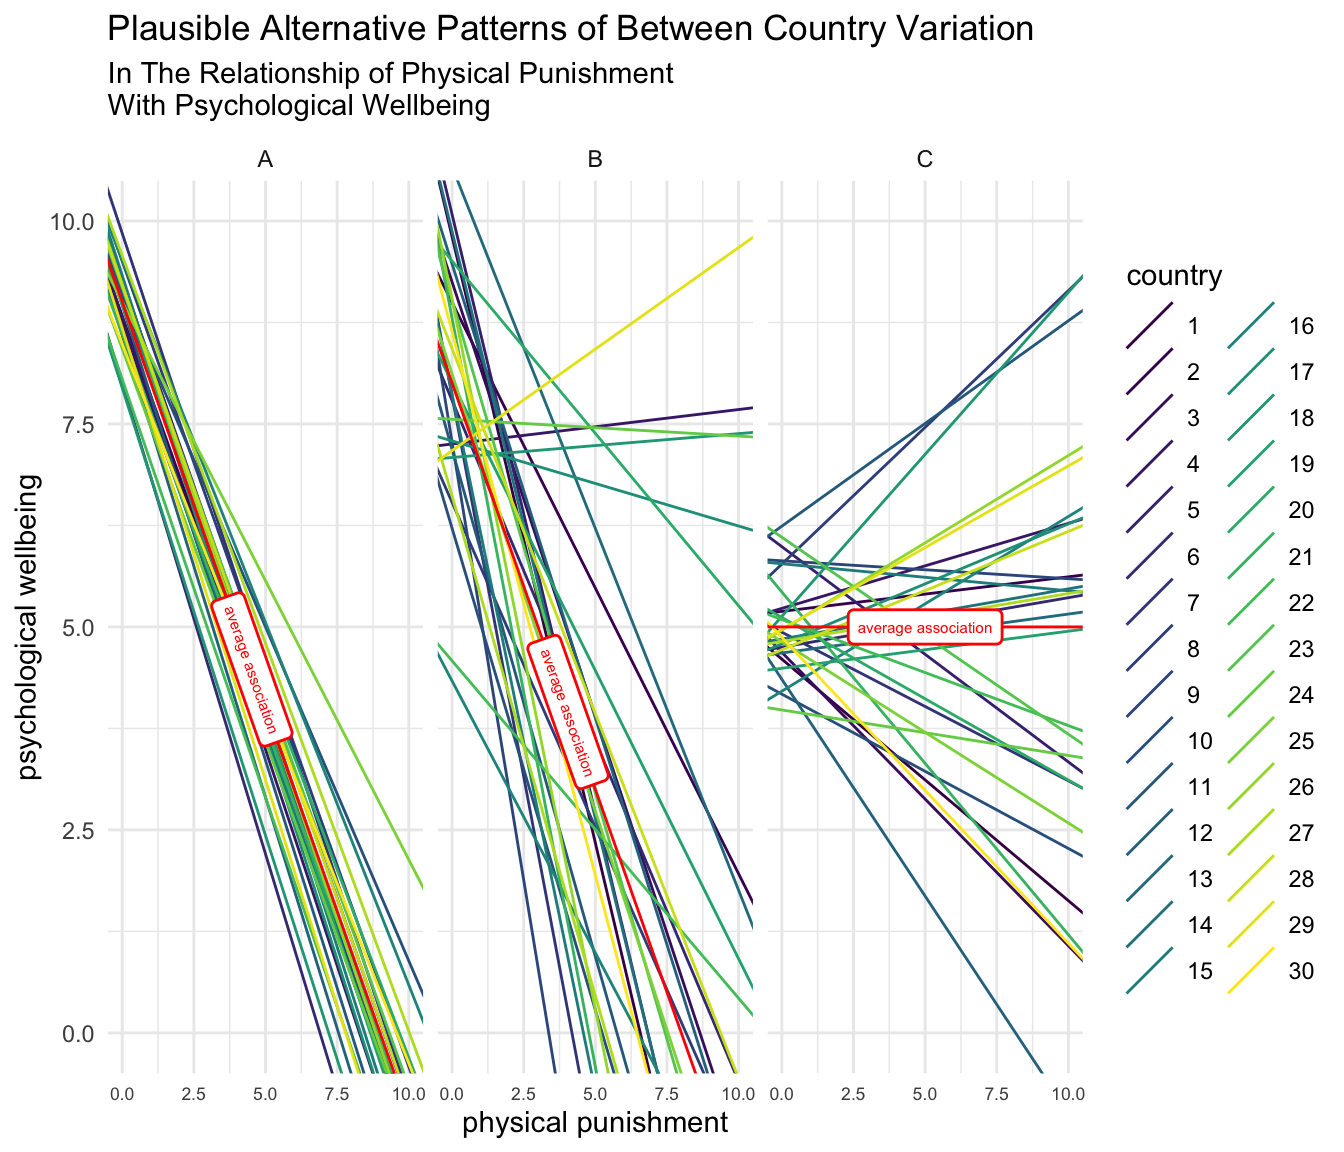 Plausible Alternative Patterns of Between Country Variation
In The Relationship of Physical Punishment
With Psychological Wellbeing
A
B
C
psychological wellbeing
10.0
7.5
5.0
2.5
0.0
average association
average association
average association
0.0 2.5 5.0 7.5 10.0
0.0 2.5 5.0 7.5 10.0
0.0 2.5 5.0 7.5 10.0
physical punishment
country
1
2
3
4
5
6
7
8
9
10
11
12
13
14
15
16
17
18
19
20
21
22
23
24
25
26
27
28
29
30